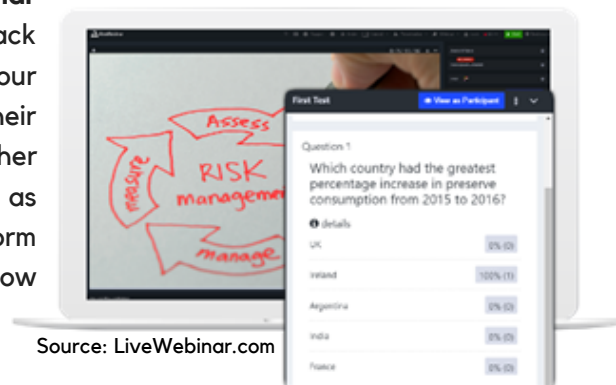 ack
our
heir
her
as
orm
ow
LiveWebinar
Assess
measure
RISK
management
manage
First Test
View as Participant
Question 1
Which country had the greatest
percentage increase in preserve
consumption from 2015 to 2016?
details
UK
0% (0)
Ireland
100% (1)
Argentina
0% (0)
India
0% (0)
France
0% (0)
Source: LiveWebinar.com